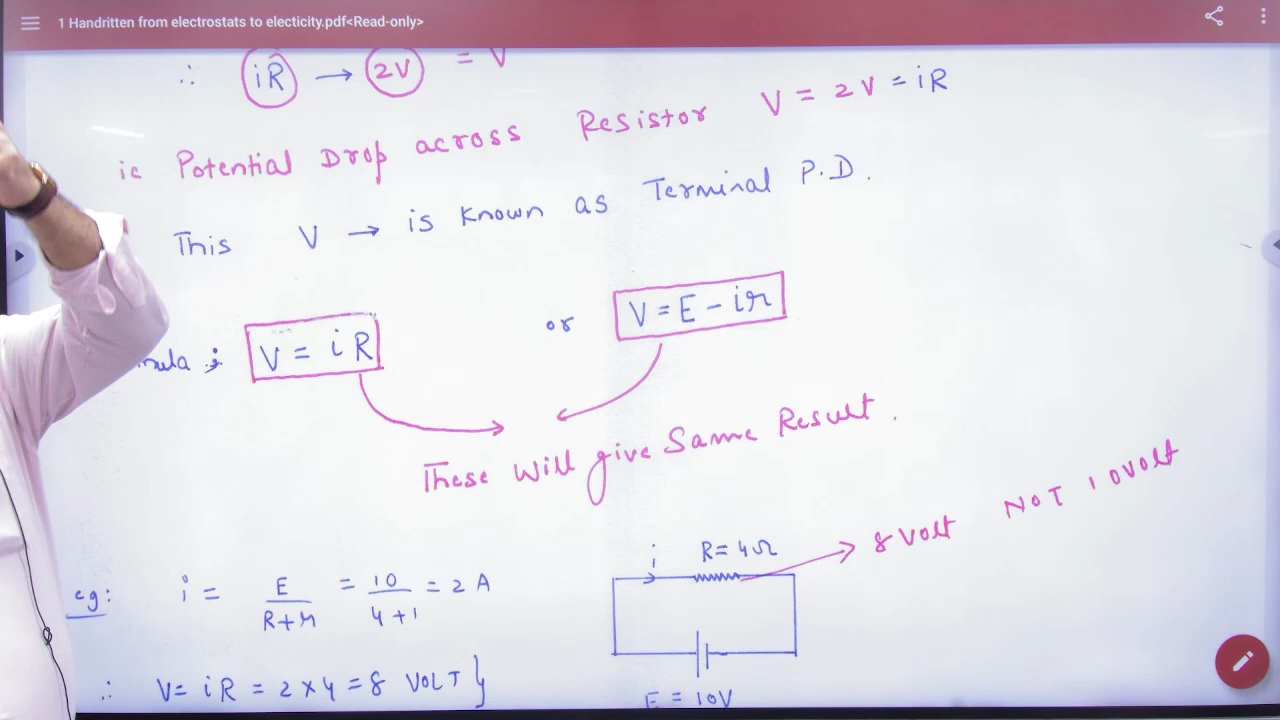 1 Handritten from electrostats to electicity.pdf<Read-only>
∴ iR → 2V = V
ie Potential Drop across Resistor V = 2V = iR
This V → is known as Terminal P.D.
mula ; V = iR or V = E - ir
These will give Same Result.
8 volt NOT 10volt
i R = 4Ω
eg: i = E/R+r = 10/4+1 = 2 A
∴ V = iR = 2 x 4 = 8 VOLT }
E = 10V